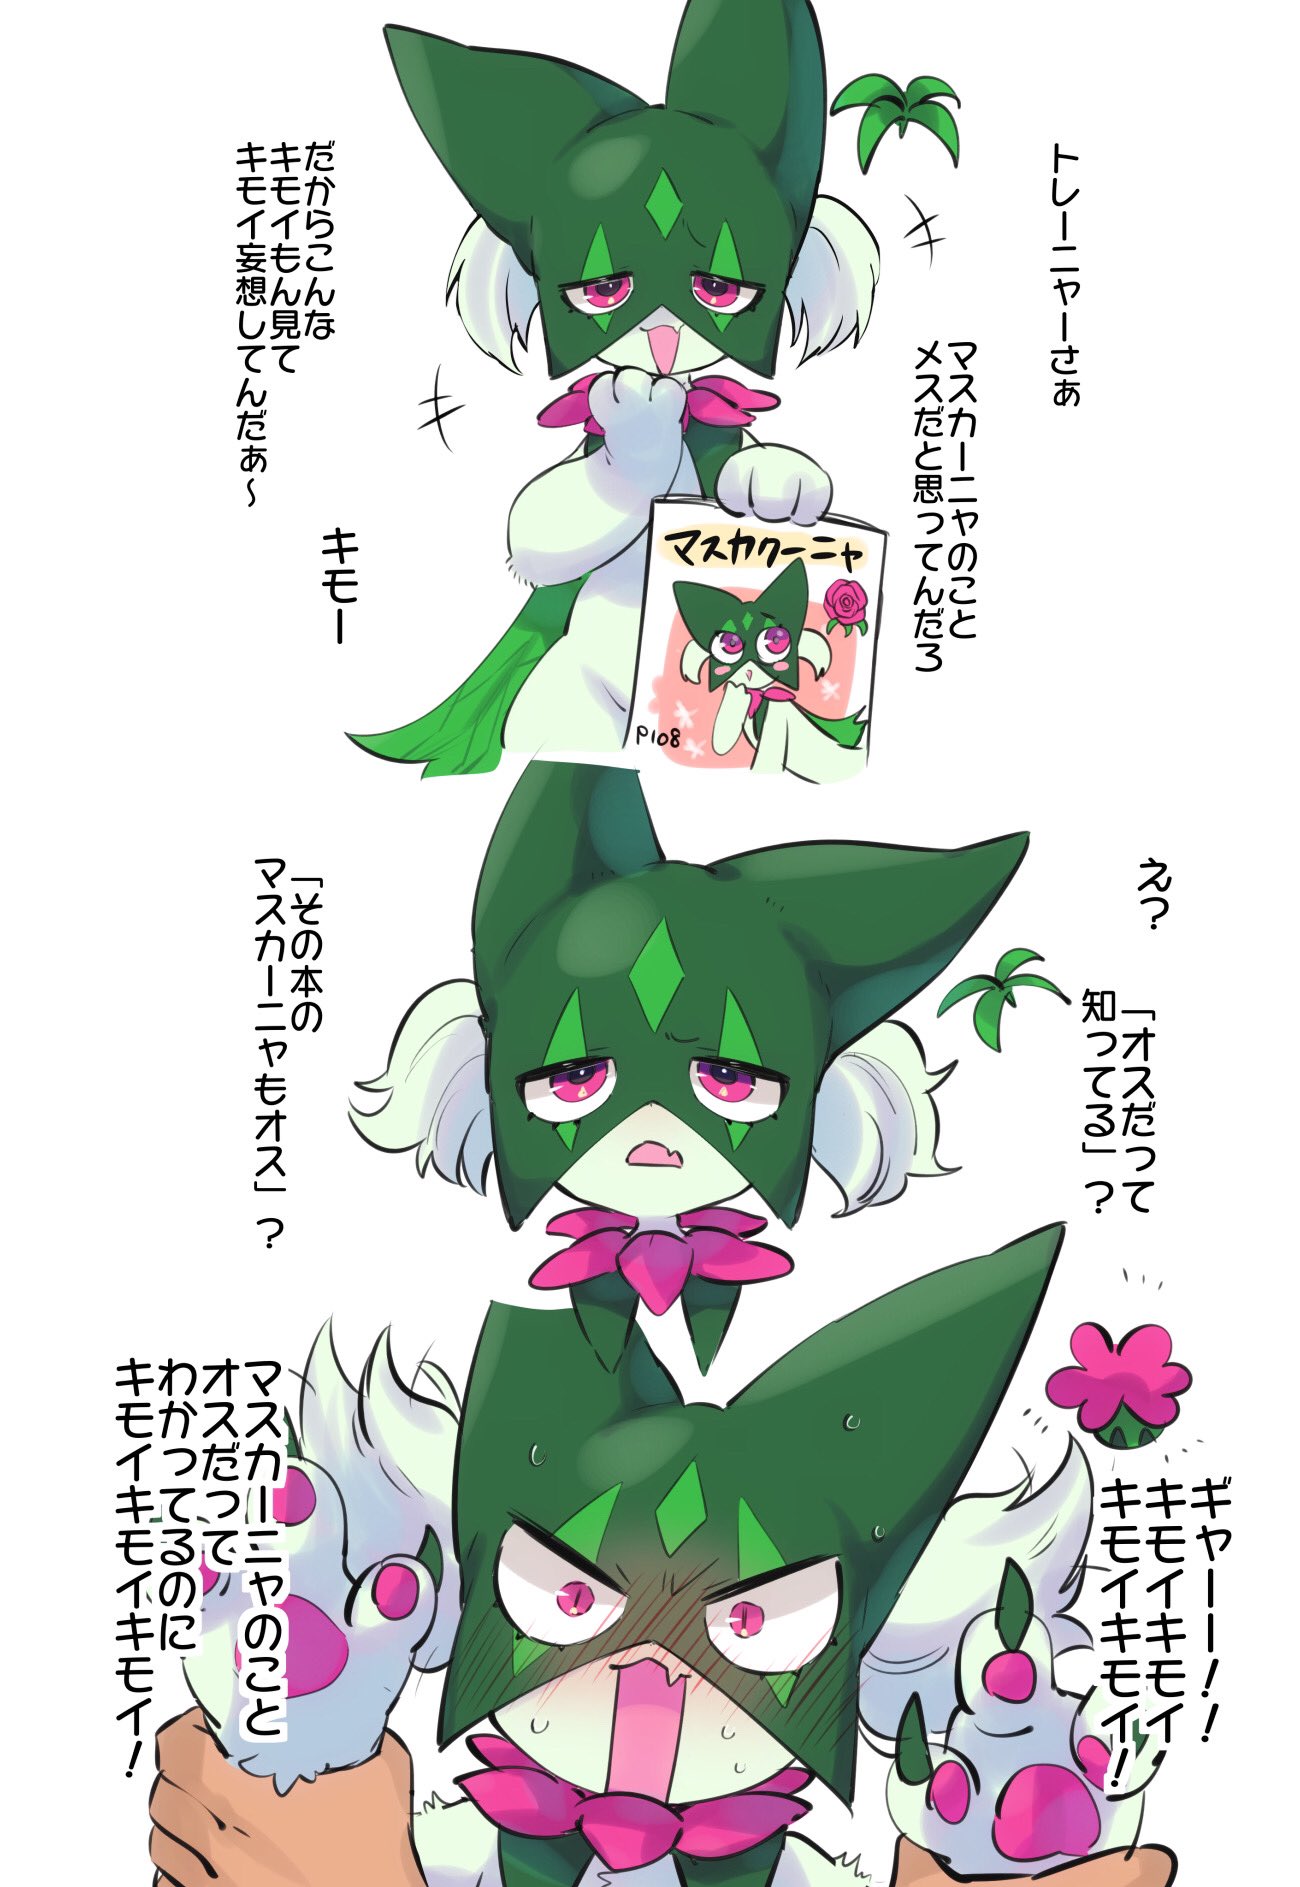 トレーニャーさぁ
マスカーニャのこと
メスだと思ってんだろ
だからこんな
キモイもん見て
キモイ妄想してんだぁ～
キモー
マスカクーニャ
P108
え？
「オスだって
知ってる」？
「その本の
マスカーニャもオス」？
ギャーー！！
キモイキモイ
キモイキモイ！
マスカーニャのこと
オスだって
わかってるのに
キモイキモイキモイ！